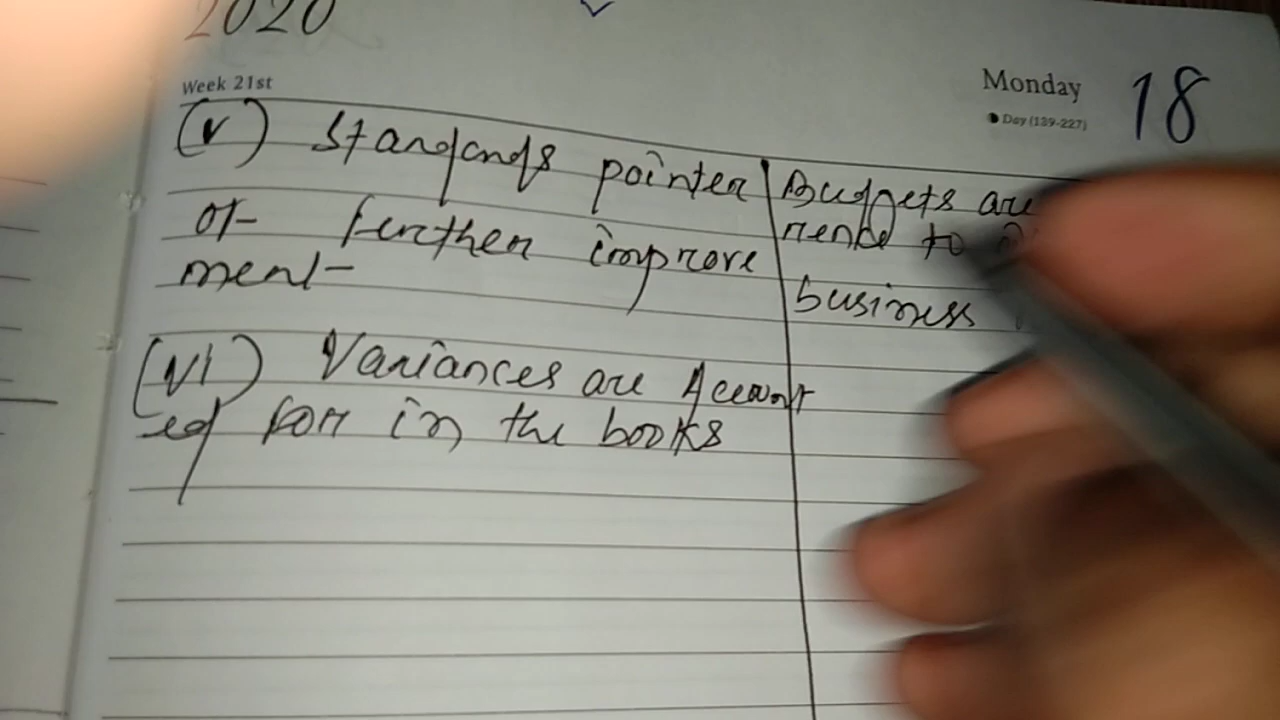 2020
Week 21st
Monday 18
Day (139-227)
(v) Standards pointer
of further improve
ment
Budgets are
to
business
(VI) Variances are Account
ed for in the books